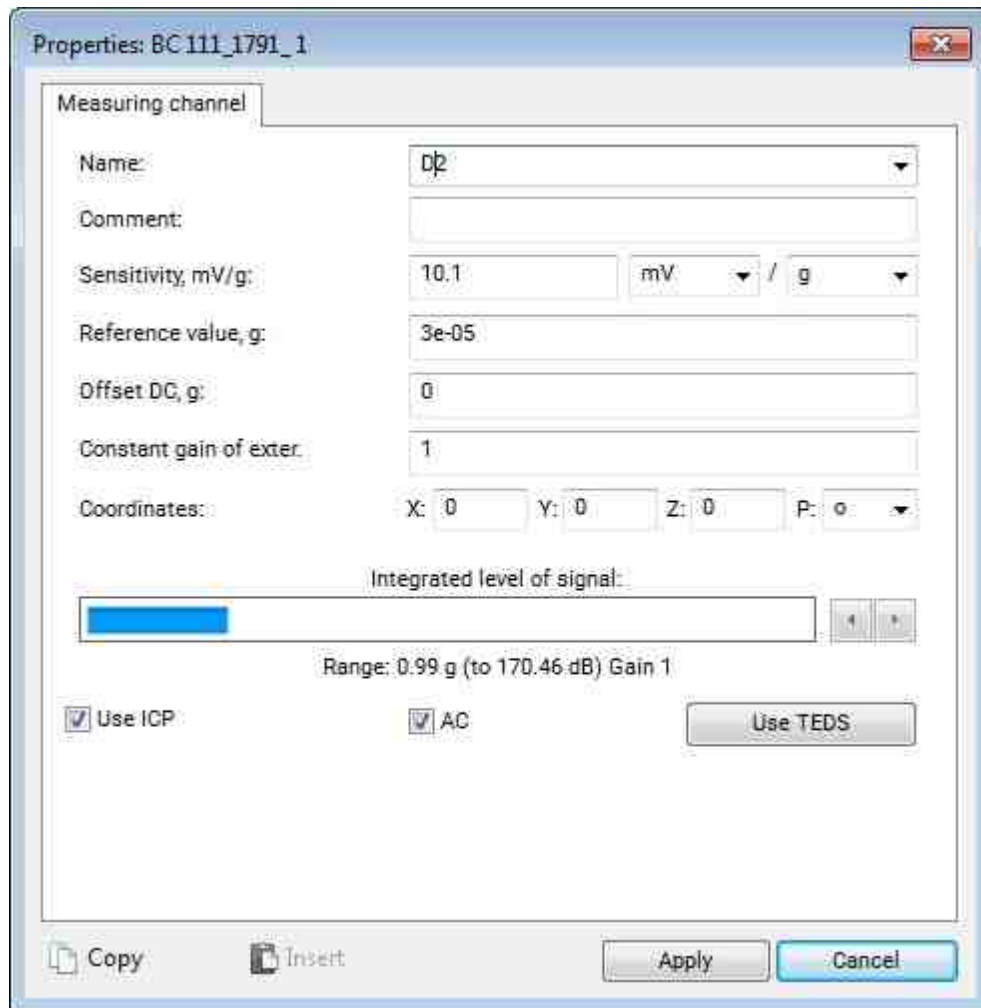 Properties: BC 111_1791_ 1
Measuring channel
Name: D2
Comment:
Sensitivity, mV/g: 10.1 mV / g
Reference value, g: 3e-05
Offset DC, g: 0
Constant gain of exter. 1
Coordinates: X: 0 Y: 0 Z: 0 P: o
Integrated level of signal:
Range: 0.99 g (to 170.46 dB) Gain 1
Use ICP AC Use TEDS
Copy Insert Apply Cancel